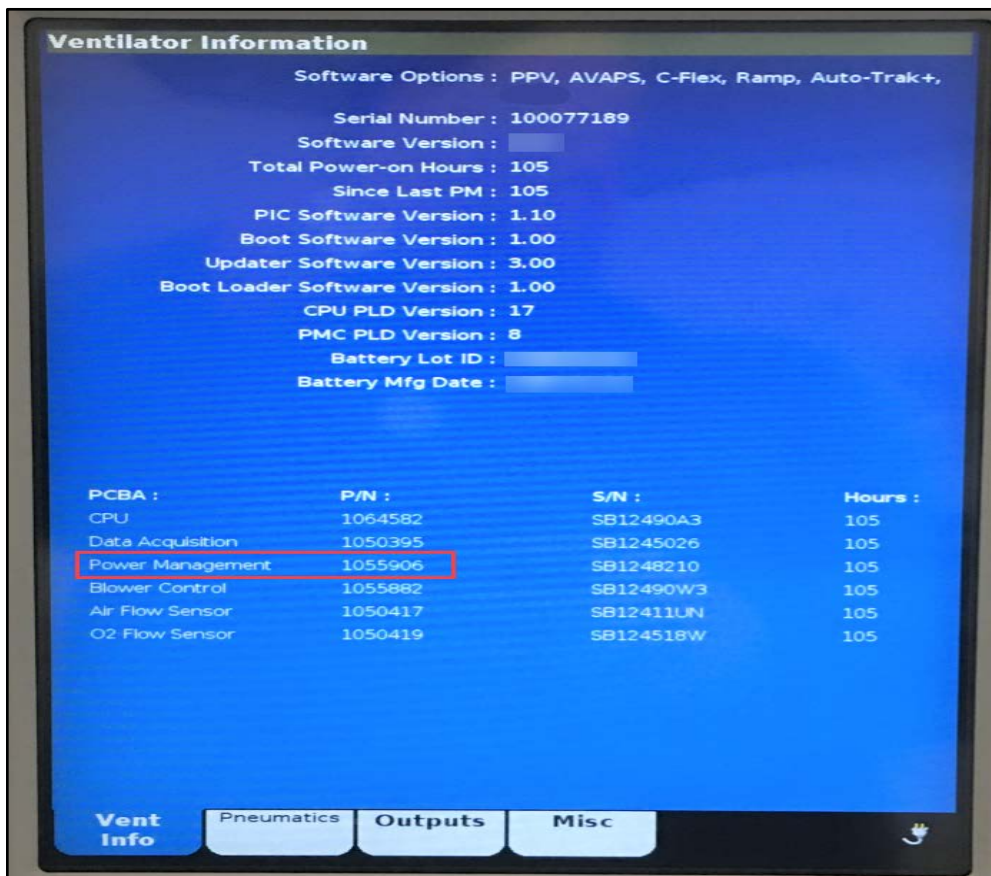 Ventilator Information
Software Options : PPV, AVAPS, C-Flex, Ramp, Auto-Trak+,
Serial Number : 100077189
Software Version :
Total Power-on Hours : 105
Since Last PM : 105
PIC Software Version : 1.10
Boot Software Version : 1.00
Updater Software Version : 3.00
Boot Loader Software Version : 1.00
CPU PLD Version : 17
PMC PLD Version : 8
Battery Lot ID :
Battery Mfg Date :
PCBA : P/N : S/N : Hours :
CPU 1064582 SB12490A3 105
Data Acquisition 1050395 SB1245026 105
Power Management 1055906 SB1248210 105
Blower Control 1055882 SB12490W3 105
Air Flow Sensor 1050417 SB12411UN 105
O2 Flow Sensor 1050419 SB124518W 105
Vent Info Pneumatics Outputs Misc